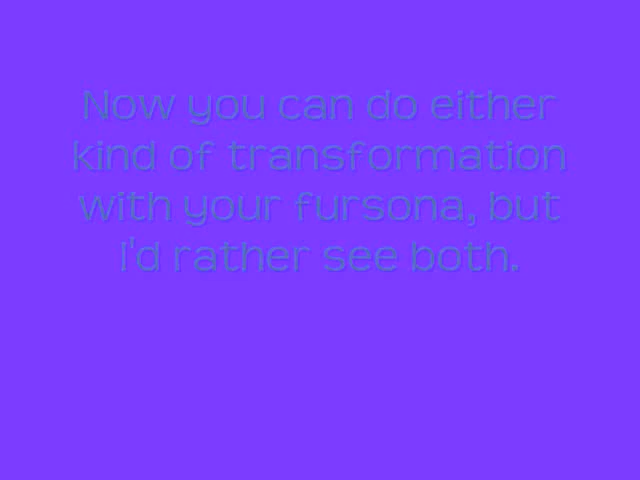 Now you can do either
kind of transformation
with your fursona, but
I'd rather see both.